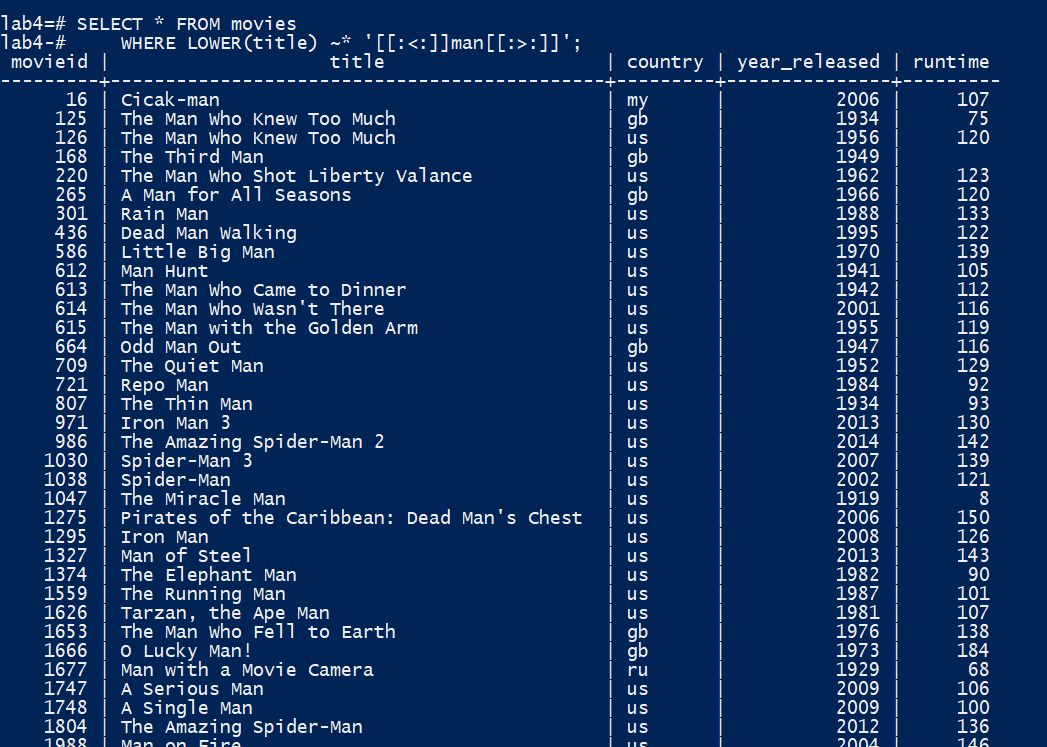 lab4=# SELECT * FROM movies
lab4-#     WHERE LOWER(title) ~* '[[:<:]]man[[:>:]]';
 movieid |                    title                    | country | year_released | runtime
---------+---------------------------------------------+---------+---------------+---------
      16 | Cicak-man                                   | my      |          2006 |     107
     125 | The Man Who Knew Too Much                   | gb      |          1934 |      75
     126 | The Man Who Knew Too Much                   | us      |          1956 |     120
     168 | The Third Man                               | gb      |          1949 |
     220 | The Man Who Shot Liberty Valance            | us      |          1962 |     123
     265 | A Man for All Seasons                       | gb      |          1966 |     120
     301 | Rain Man                                    | us      |          1988 |     133
     436 | Dead Man Walking                            | us      |          1995 |     122
     586 | Little Big Man                              | us      |          1970 |     139
     612 | Man Hunt                                    | us      |          1941 |     105
     613 | The Man Who Came to Dinner                  | us      |          1942 |     112
     614 | The Man Who Wasn't There                    | us      |          2001 |     116
     615 | The Man with the Golden Arm                 | us      |          1955 |     119
     664 | Odd Man Out                                 | gb      |          1947 |     116
     709 | The Quiet Man                               | us      |          1952 |     129
     721 | Repo Man                                    | us      |          1984 |      92
     807 | The Thin Man                                | us      |          1934 |      93
     971 | Iron Man 3                                  | us      |          2013 |     130
     986 | The Amazing Spider-Man 2                    | us      |          2014 |     142
    1030 | Spider-Man 3                                | us      |          2007 |     139
    1038 | Spider-Man                                  | us      |          2002 |     121
    1047 | The Miracle Man                             | us      |          1919 |       8
    1275 | Pirates of the Caribbean: Dead Man's Chest  | us      |          2006 |     150
    1295 | Iron Man                                    | us      |          2008 |     126
    1327 | Man of Steel                                | us      |          2013 |     143
    1374 | The Elephant Man                            | us      |          1982 |      90
    1559 | The Running Man                             | us      |          1987 |     101
    1626 | Tarzan, the Ape Man                         | us      |          1981 |     107
    1653 | The Man Who Fell to Earth                   | gb      |          1976 |     138
    1666 | O Lucky Man!                                | gb      |          1973 |     184
    1677 | Man with a Movie Camera                     | ru      |          1929 |      68
    1747 | A Serious Man                               | us      |          2009 |     106
    1748 | A Single Man                                | us      |          2009 |     100
    1804 | The Amazing Spider-Man                      | us      |          2012 |     136
    1988 | Man on Fire                                 | us      |          2004 |     146